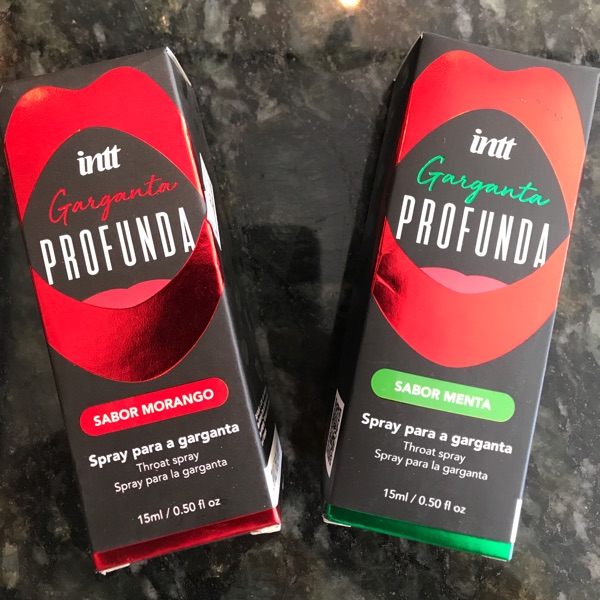 intt
Garganta
PROFUNDA
SABOR MORANGO
Spray para a garganta
Throat spray
Spray para la garganta
15ml / 0.50 fl oz
intt
Garganta
PROFUNDA
SABOR MENTA
Spray para a garganta
Throat spray
Spray para la garganta
15ml / 0.50 fl oz